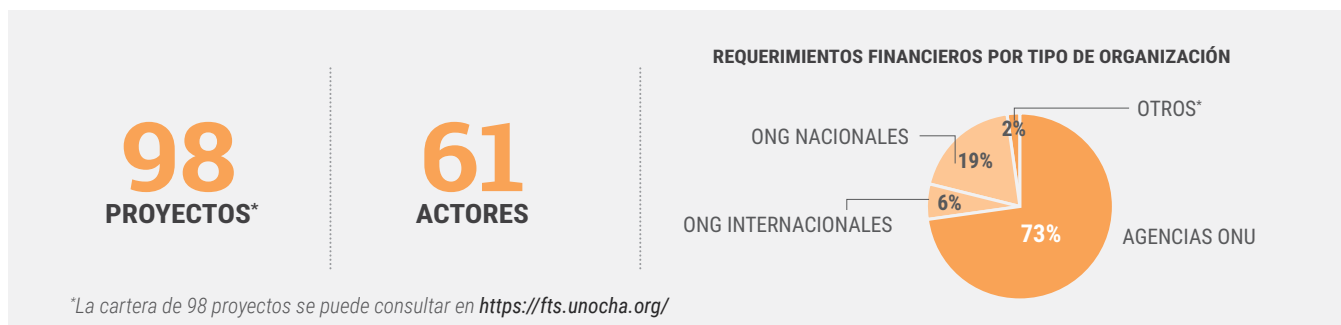 98
PROYECTOS*
61
ACTORES
*La cartera de 98 proyectos se puede consultar en https://fts.unocha.org/
REQUERIMIENTOS FINANCIEROS POR TIPO DE ORGANIZACIÓN
OTROS*
2%
ONG NACIONALES
19%
ONG INTERNACIONALES
6%
73%
AGENCIAS ONU